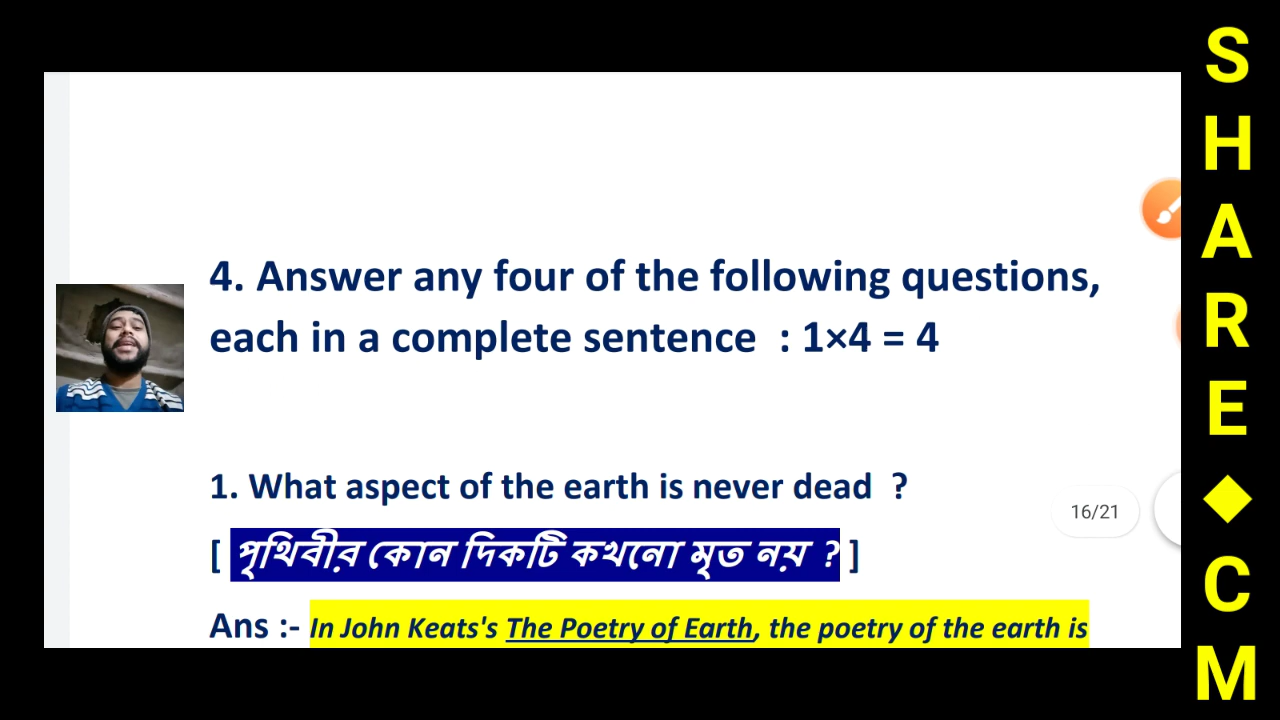 4. Answer any four of the following questions,
each in a complete sentence : 1×4 = 4
1. What aspect of the earth is never dead ?
[ পৃথিবীর কোন দিকটি কখনো মৃত নয় ? ]
16/21
Ans :- In John Keats's The Poetry of Earth, the poetry of the earth is
SHARE◆CM